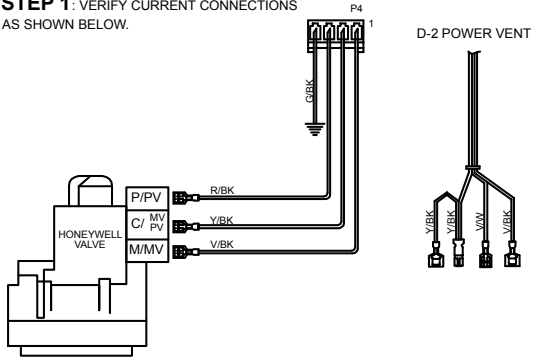 STEP 1: VERIFY CURRENT CONNECTIONS
AS SHOWN BELOW.
P4
1
D-2 POWER VENT
G/BK
P/PV
R/BK
C/ MV PV
Y/BK
M/MV
V/BK
HONEYWELL
VALVE
Y/BK
Y/BK
V/W
V/BK